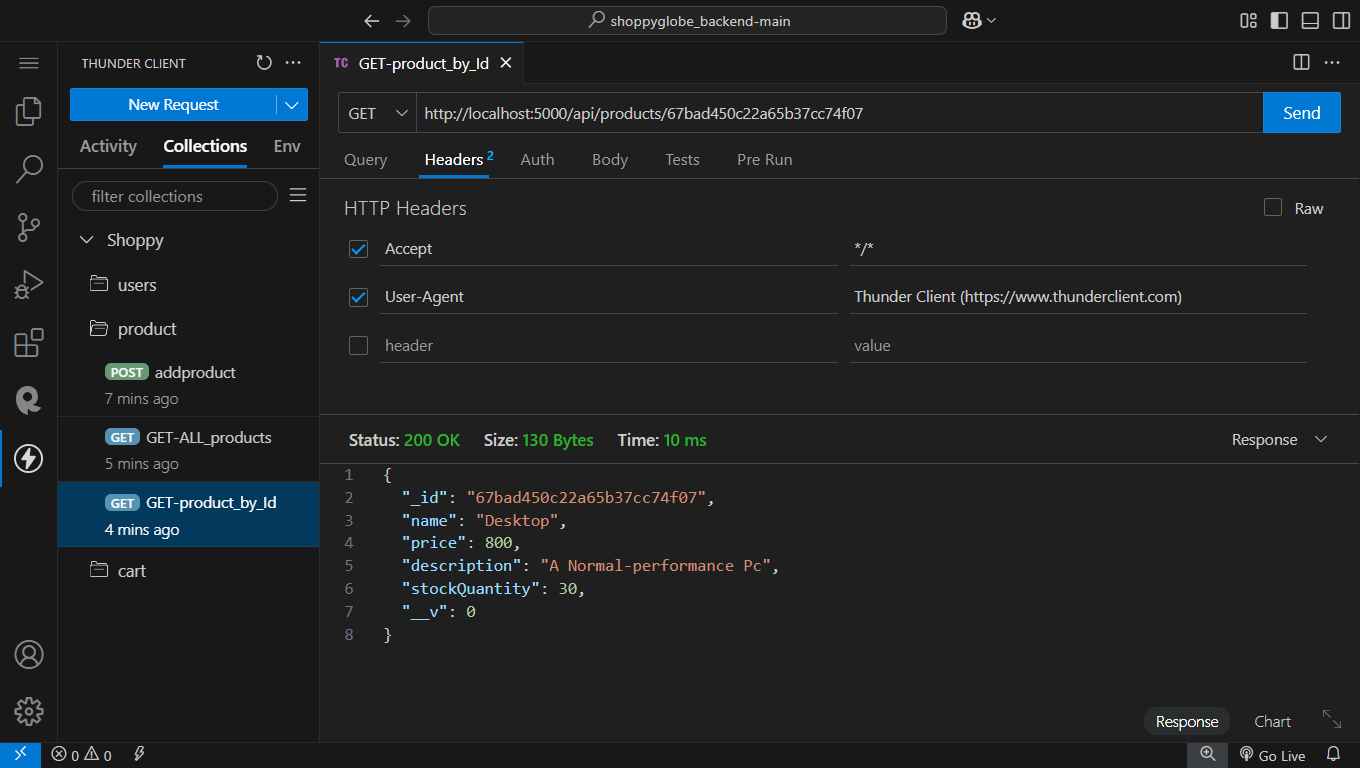 shoppyglobe_backend-main
THUNDER CLIENT
New Request
Activity Collections Env
filter collections
Shoppy
users
product
POST addproduct
7 mins ago
GET GET-ALL_products
5 mins ago
GET GET-product_by_Id
4 mins ago
cart
TC GET-product_by_Id
GET http://localhost:5000/api/products/67bad450c22a65b37cc74f07 Send
Query Headers 2 Auth Body Tests Pre Run
HTTP Headers Raw
Accept */*
User-Agent Thunder Client (https://www.thunderclient.com)
header value
Status: 200 OK Size: 130 Bytes Time: 10 ms Response
1 {
2 "_id": "67bad450c22a65b37cc74f07",
3 "name": "Desktop",
4 "price": 800,
5 "description": "A Normal-performance Pc",
6 "stockQuantity": 30,
7 "__v": 0
8 }
Response Chart
0 0 Go Live